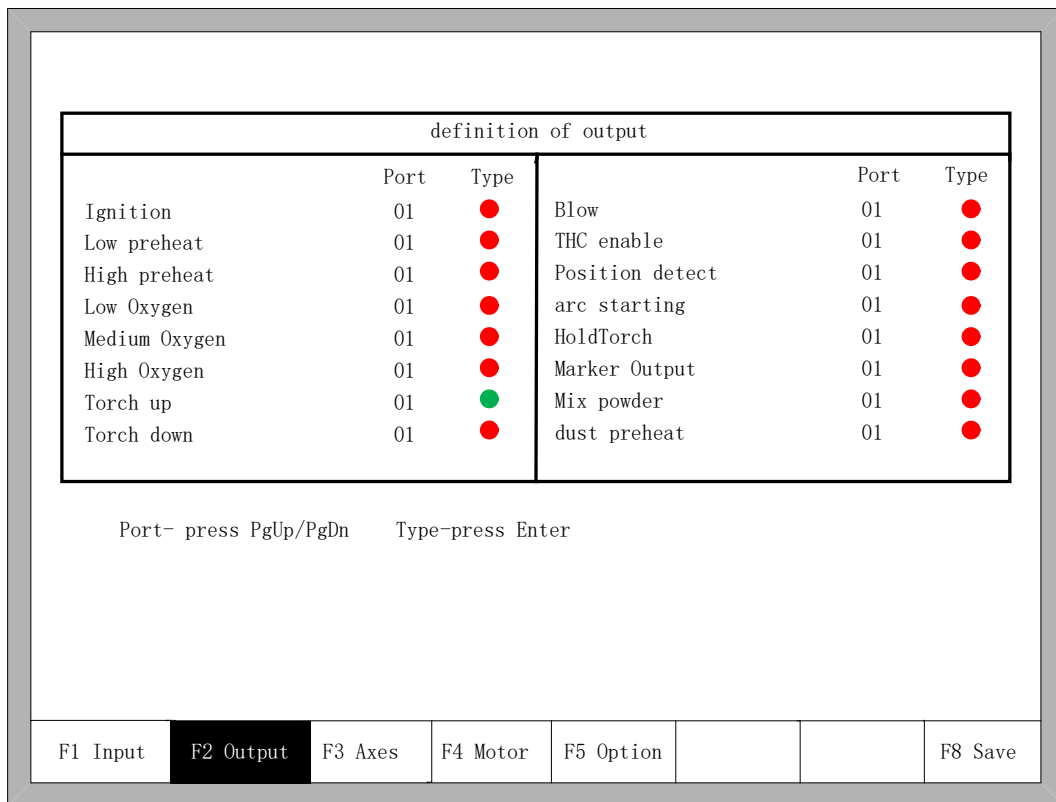 definition of output
Port Type Port Type
Ignition 01 Blow 01
Low preheat 01 THC enable 01
High preheat 01 Position detect 01
Low Oxygen 01 arc starting 01
Medium Oxygen 01 HoldTorch 01
High Oxygen 01 Marker Output 01
Torch up 01 Mix powder 01
Torch down 01 dust preheat 01
Port- press PgUp/PgDn Type-press Enter
F1 Input F2 Output F3 Axes F4 Motor F5 Option F8 Save